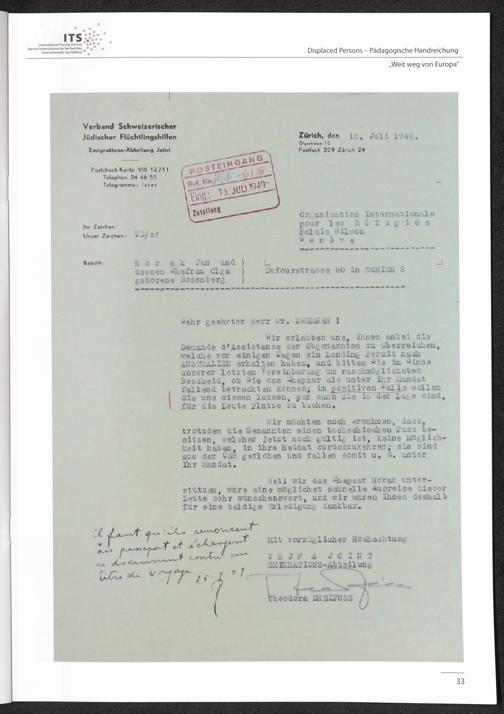 ITS
International Tracing Service
Service International de Recherches
Internationaler Suchdienst
Displaced Persons – Pädagogische Handreichung
„Weit weg von Europa“
Verband Schweizerischer
Jüdischer Flüchtlingshilfen
Emigrations-Abteilung Joint
Postcheck-Konto VIII 12711
Telephon 24 46 55
Telegramme:
Zürich, den 12. Juli 1949.
Postfach 209 Zürich 24
POSTEINGANG
Ref. No.
Eing.: 13. JULI 1949
Zuteilung
Organisation Internationale
pour les Réfugiés
Palais Wilson
Genève
Ihr Zeichen:
Unser Zeichen:
Betrifft:
Horak Jan und )
dessen Ehefrau Olga )
geborene Rosenberg )
Dufourstrasse 80 in ZURICH 8
Sehr geehrter Herr Dr.
Wir erlauben uns, Ihnen anbei die
Demande d'Assistance der Obgenannten zu überreichen,
welche vor einigen Tagen ein Landing Permit nach
AUSTRALIEN erhalten haben, und bitten Sie im Sinne
unserer letzten Vereinbarung um raschmöglichsten
Bescheid, ob Sie das Ehepaar als unter Ihr Mandat
fallend betrachten können; im positiven Falle wollen
Sie uns wissen lassen, per wann Sie in der Lage sind,
für die Leute Plätze zu buchen.
Wir möchten noch erwähnen, dass,
trotzdem die Genannten einen tschechischen Pass be-
sitzen, welcher jetzt noch gültig ist, keine Möglich-
keit haben, in ihre Heimat zurückzukehren; sie sind
aus der CSR geflohen und fallen somit u. E. unter
Ihr Mandat.
Weil wir das Ehepaar Horak unter-
stützen, wäre eine möglichst schnelle Ausreise dieser
Leute sehr wünschenswert, und wir wären Ihnen deshalb
für eine baldige Erledigung dankbar.
Mit vorzüglicher Hochachtung
VSJF & JOINT
EMIGRATIONS-Abteilung
Theodora DREIFUSS
il faut qu'ils renoncent
au passeport et échangent
ce document contre un
titre de voyage
33